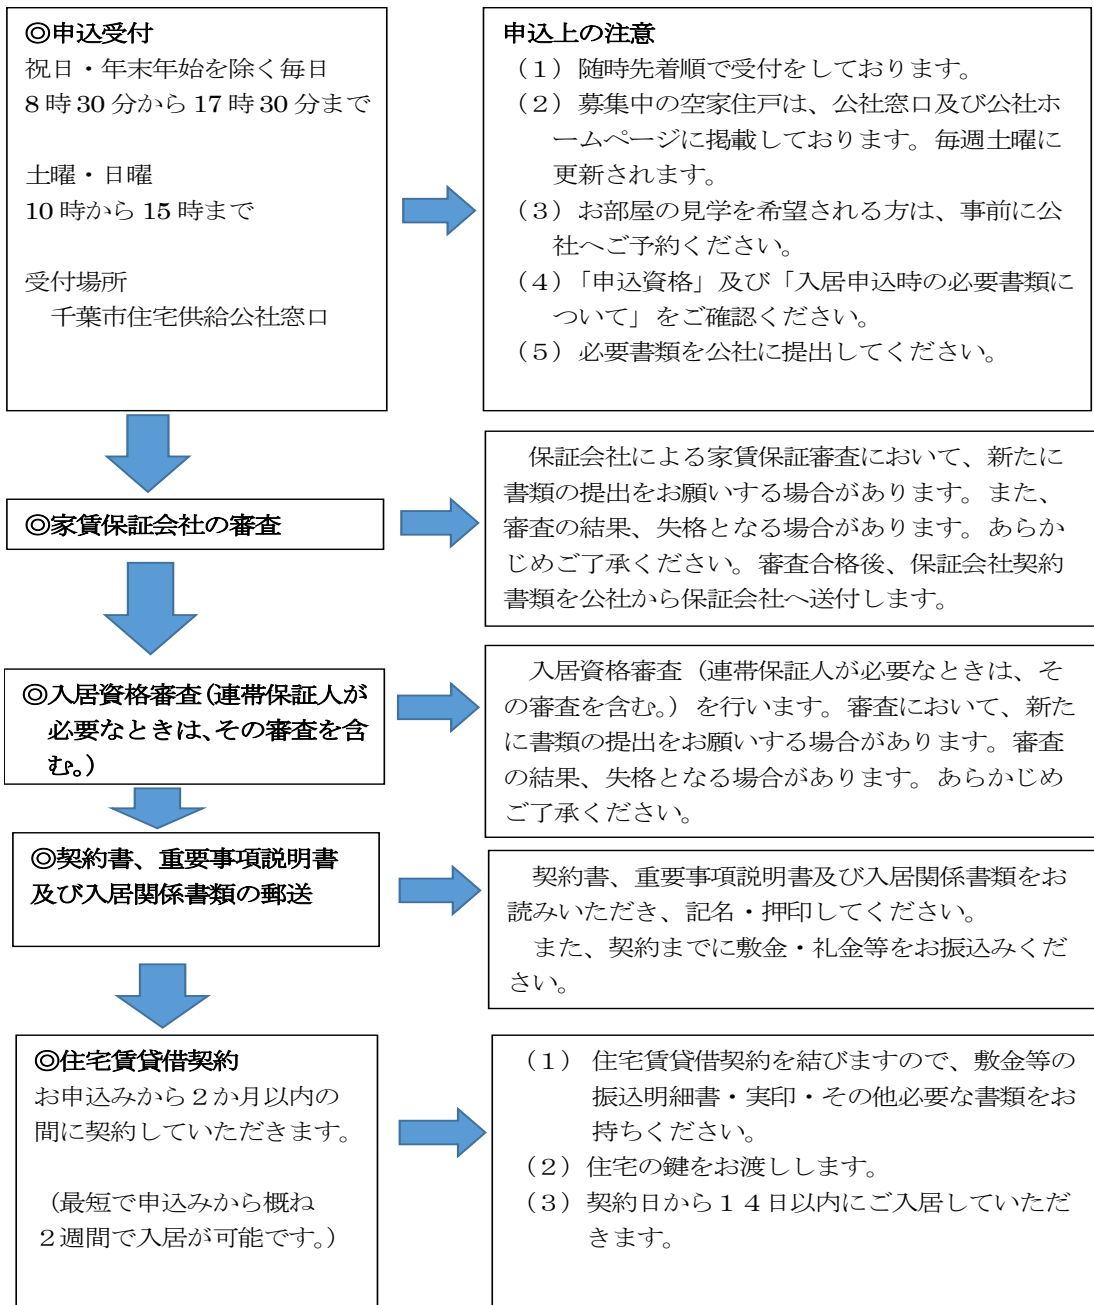 ◎申込受付
祝日・年末年始を除く毎日
8時30分から17時30分まで
土曜・日曜
10時から15時まで
受付場所
千葉市住宅供給公社窓口
申込上の注意
（1）随時先着順で受付をしております。
（2）募集中の空家住戸は、公社窓口及び公社ホ
ームページに掲載しております。毎週土曜に
更新されます。
（3）お部屋の見学を希望される方は、事前に公
社へご予約ください。
（4）「申込資格」及び「入居申込時の必要書類に
ついて」をご確認ください。
（5）必要書類を公社に提出してください。
◎家賃保証会社の審査
保証会社による家賃保証審査において、新たに
書類の提出をお願いする場合があります。また、
審査の結果、失格となる場合があります。あらか
じめご了承ください。審査合格後、保証会社契約
書類を公社から保証会社へ送付します。
◎入居資格審査（連帯保証人が
必要なときは、その審査を含
む。）
入居資格審査（連帯保証人が必要なときは、そ
の審査を含む。）を行います。審査において、新た
に書類の提出をお願いする場合があります。審査
の結果、失格となる場合があります。あらかじめ
ご了承ください。
◎契約書、重要事項説明書
及び入居関係書類の郵送
契約書、重要事項説明書及び入居関係書類をお
読みいただき、記名・押印してください。
また、契約までに敷金・礼金等をお振込みくだ
さい。
◎住宅賃貸借契約
お申込みから２か月以内の
間に契約していただきます。
（最短で申込みから概ね
２週間で入居が可能です。）
（１） 住宅賃貸借契約を結びますので、敷金等の
振込明細書・実印・その他必要な書類をお
持ちください。
（２）住宅の鍵をお渡しします。
（３）契約日から１４日以内にご入居していただ
きます。